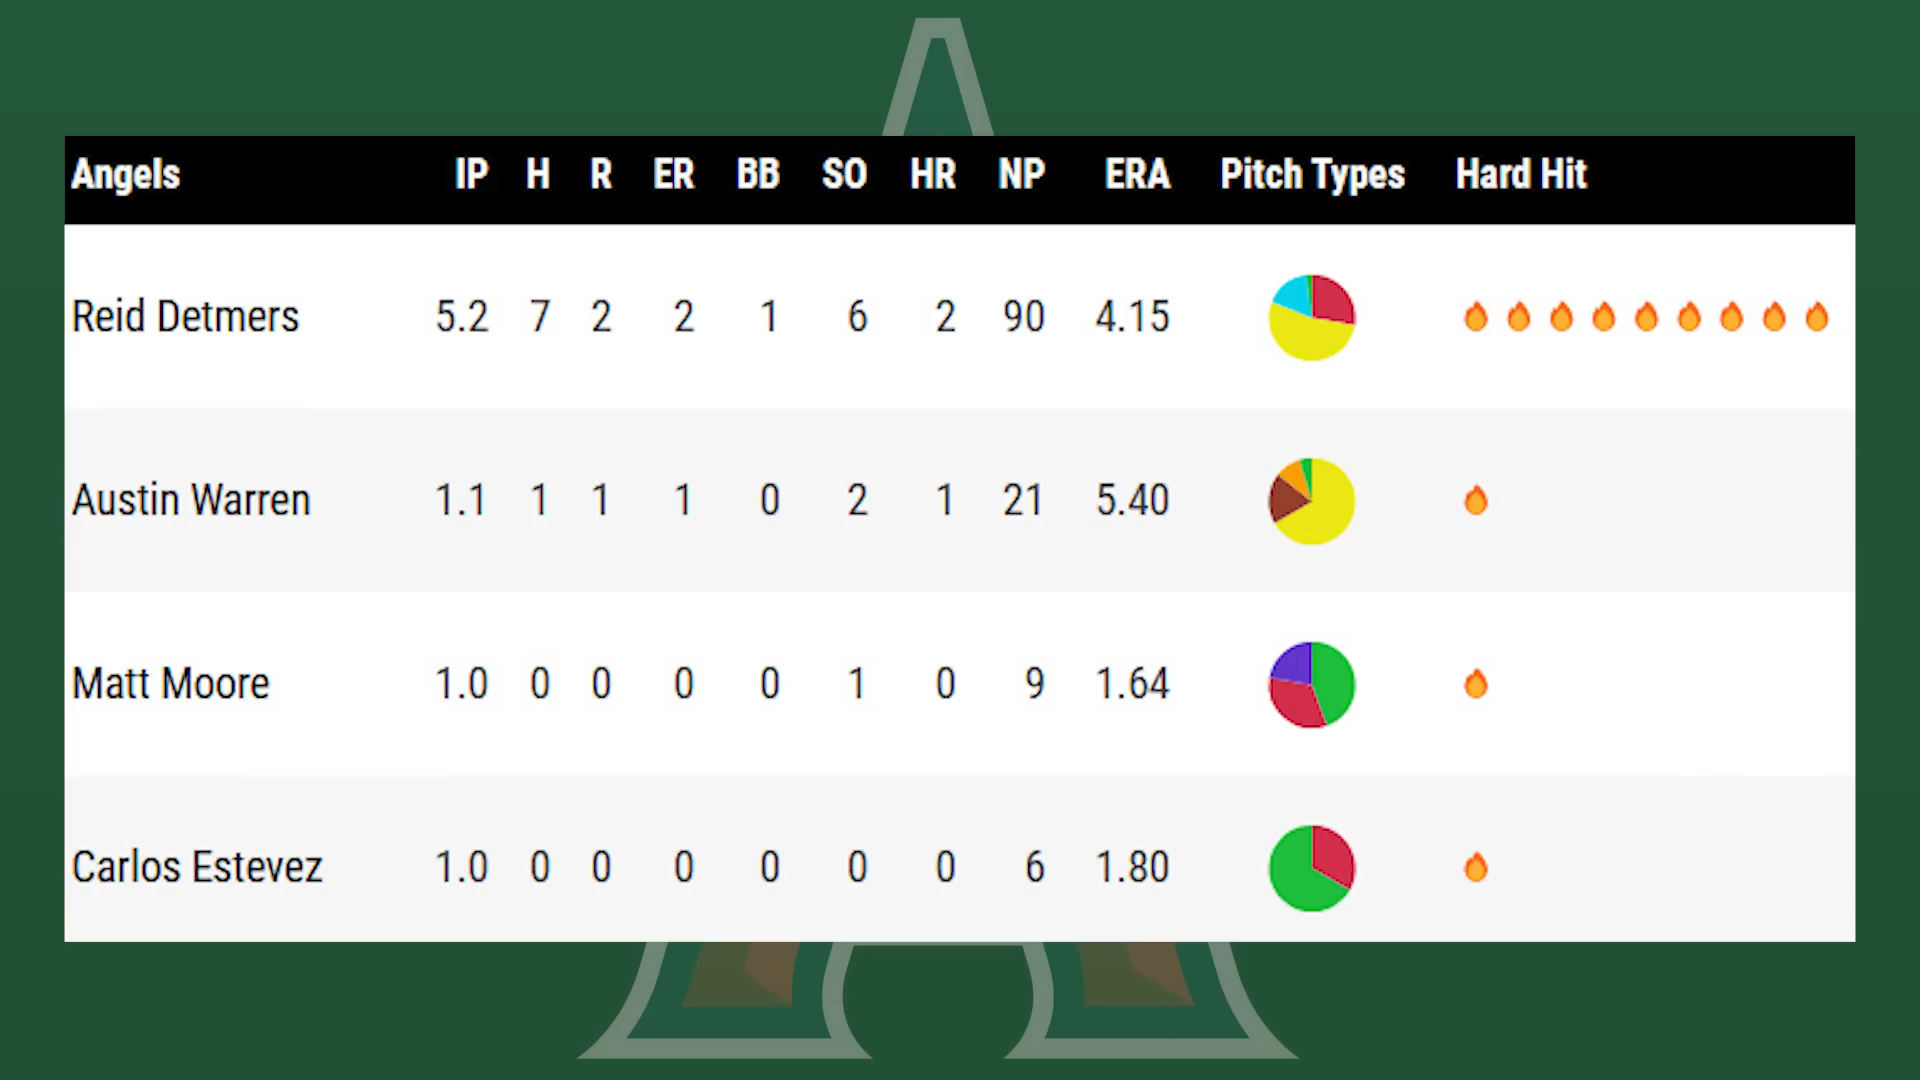 Angels IP H R ER BB SO HR NP ERA Pitch Types Hard Hit
Reid Detmers 5.2 7 2 2 1 6 2 90 4.15
Austin Warren 1.1 1 1 1 0 2 1 21 5.40
Matt Moore 1.0 0 0 0 0 1 0 9 1.64
Carlos Estevez 1.0 0 0 0 0 0 0 6 1.80